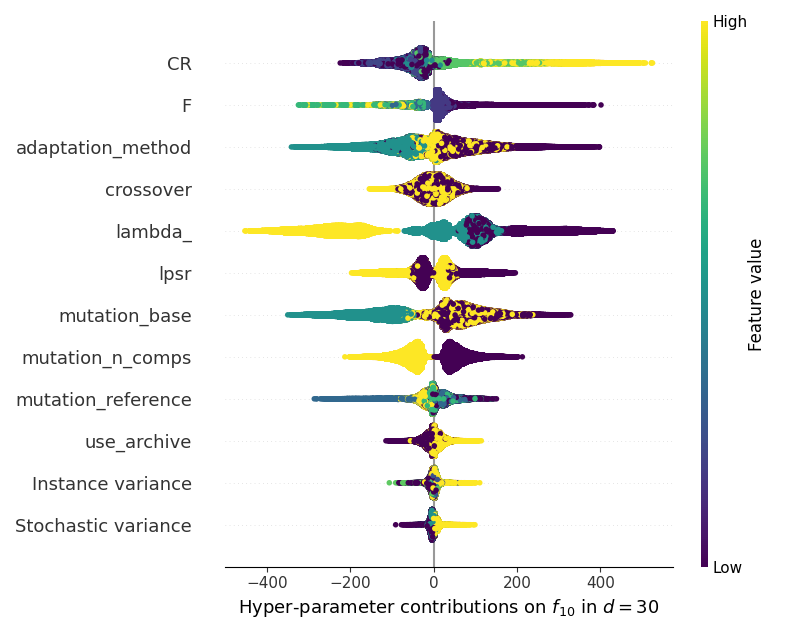 High
CR
F
adaptation_method
crossover
lambda_
lpsr
mutation_base
mutation_n_comps
mutation_reference
use_archive
Instance variance
Stochastic variance
Feature value
Low
−400 −200 0 200 400
Hyper-parameter contributions on f₁₀ in d = 30